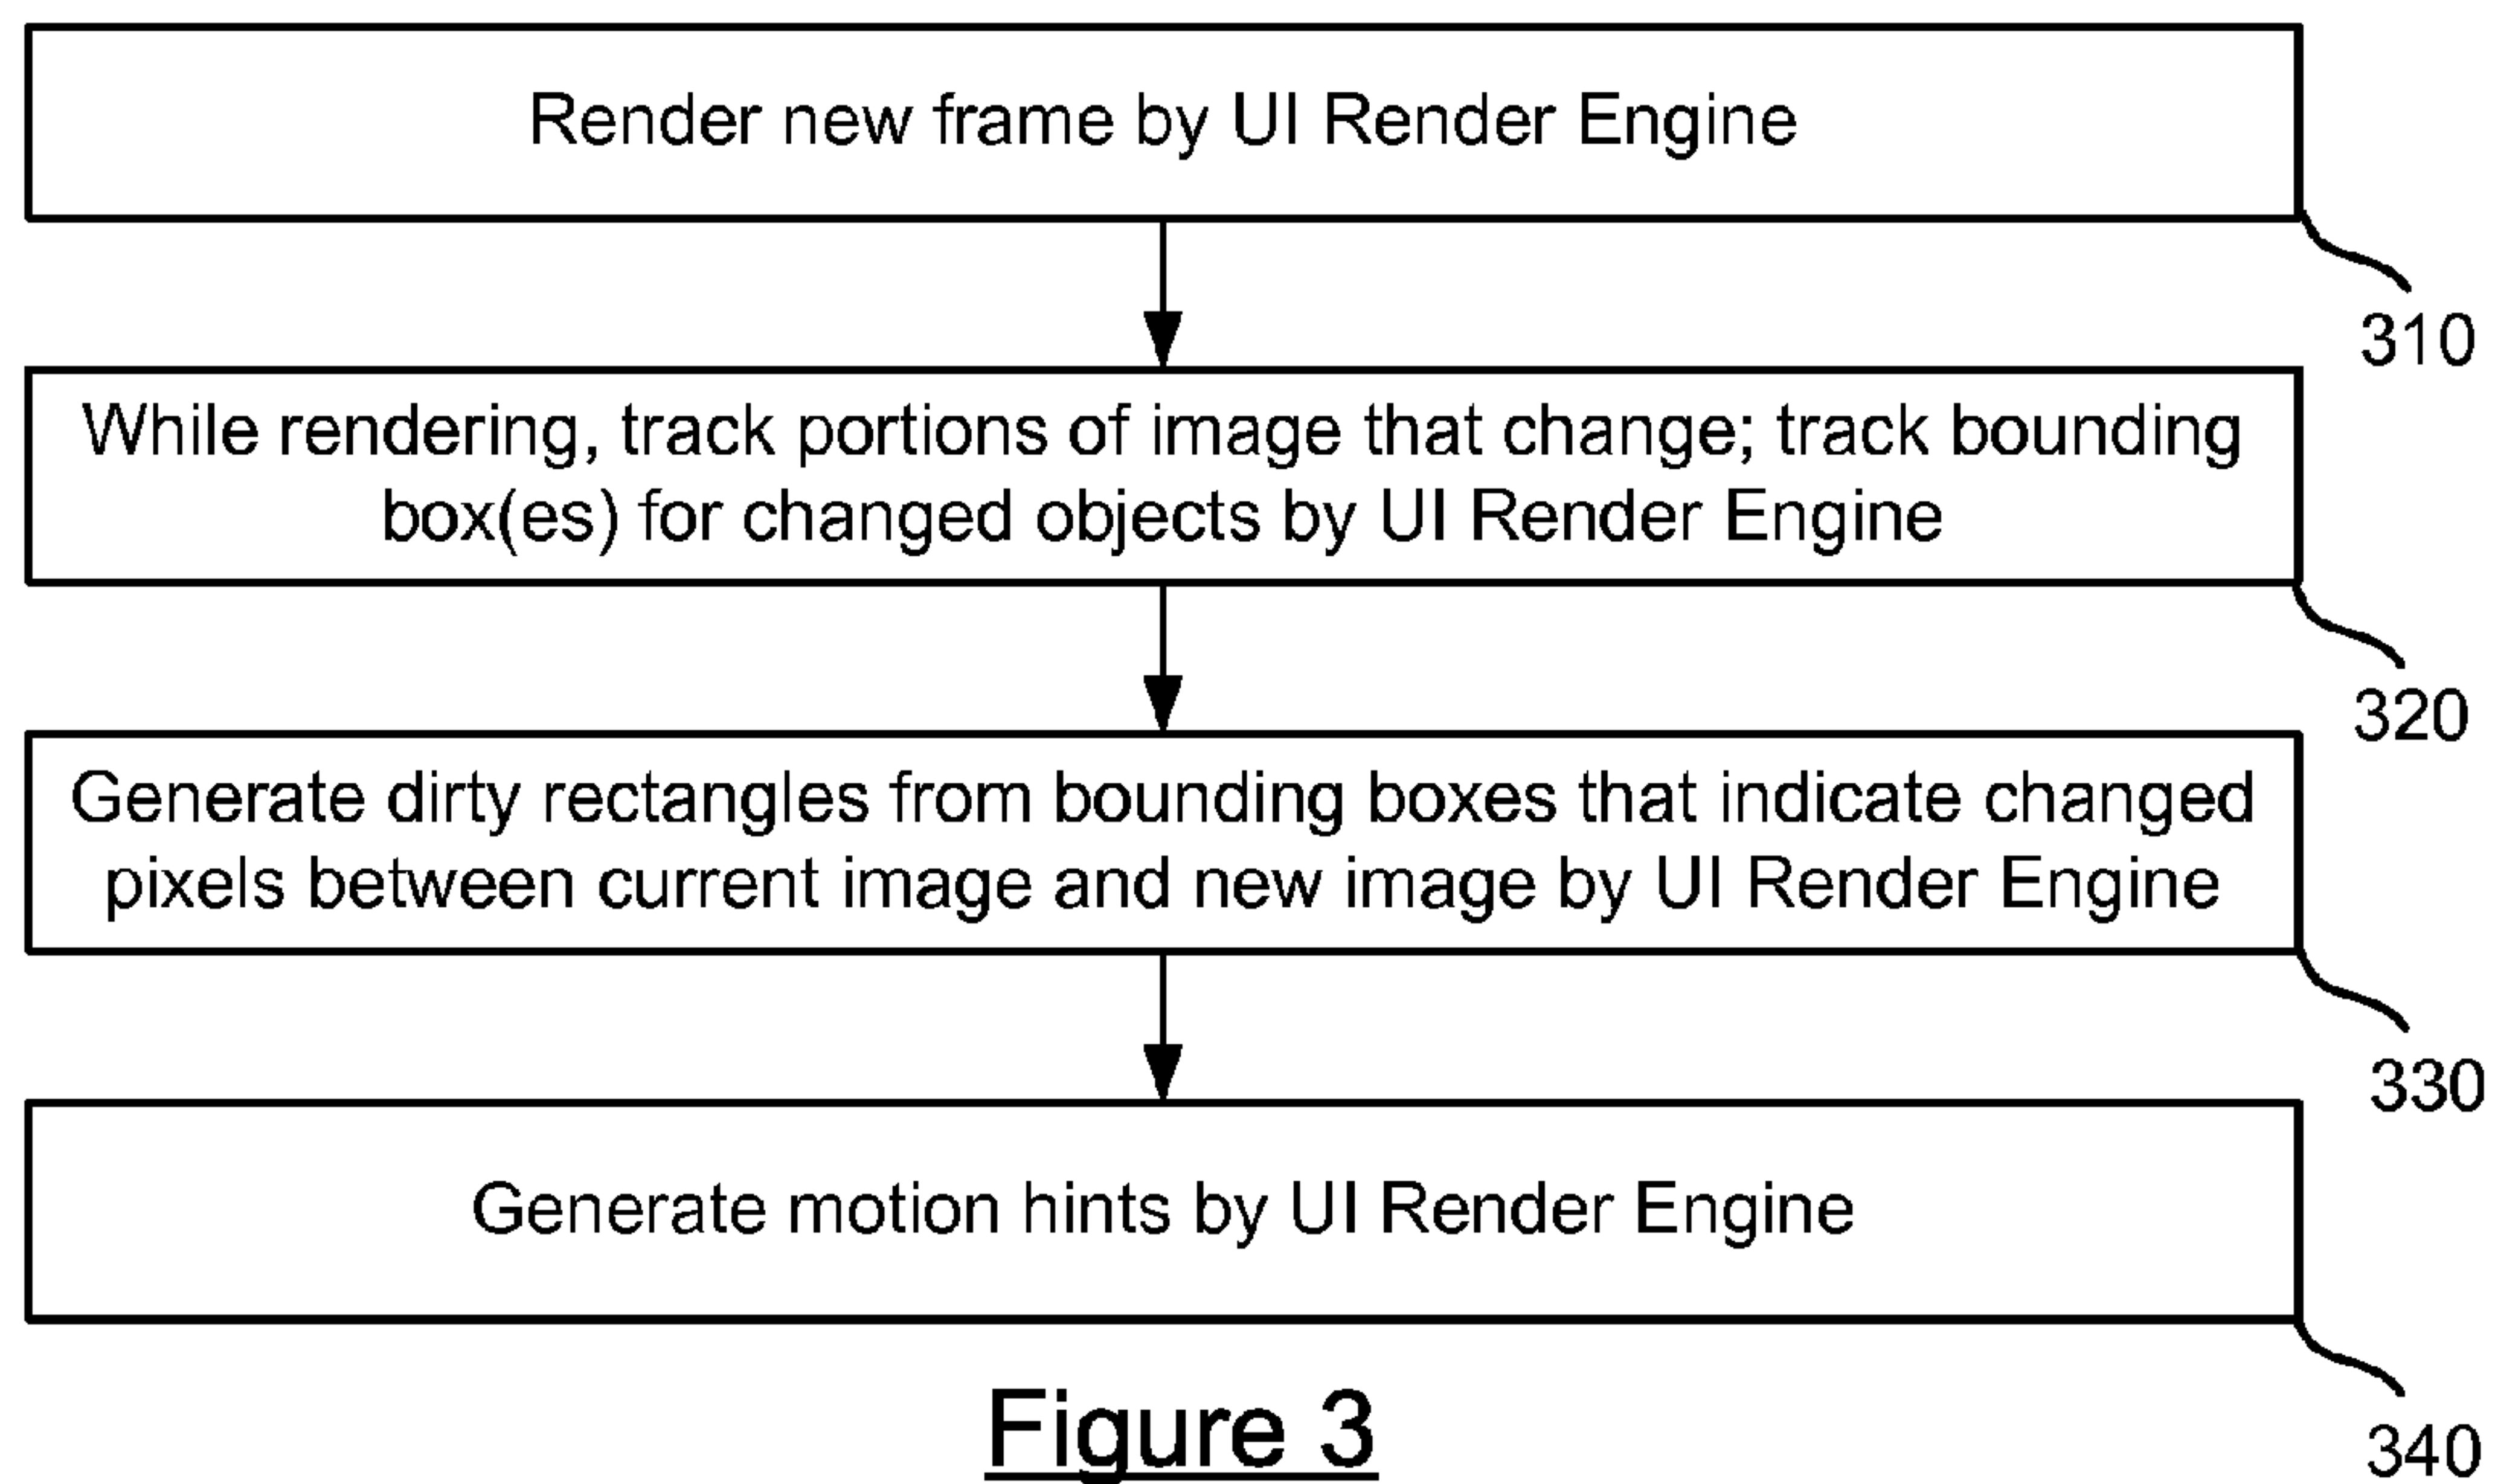 Render new frame by UI Render Engine
310
While rendering, track portions of image that change; track bounding
box(es) for changed objects by UI Render Engine
320
Generate dirty rectangles from bounding boxes that indicate changed
pixels between current image and new image by UI Render Engine
330
Generate motion hints by UI Render Engine
340
Figure 3